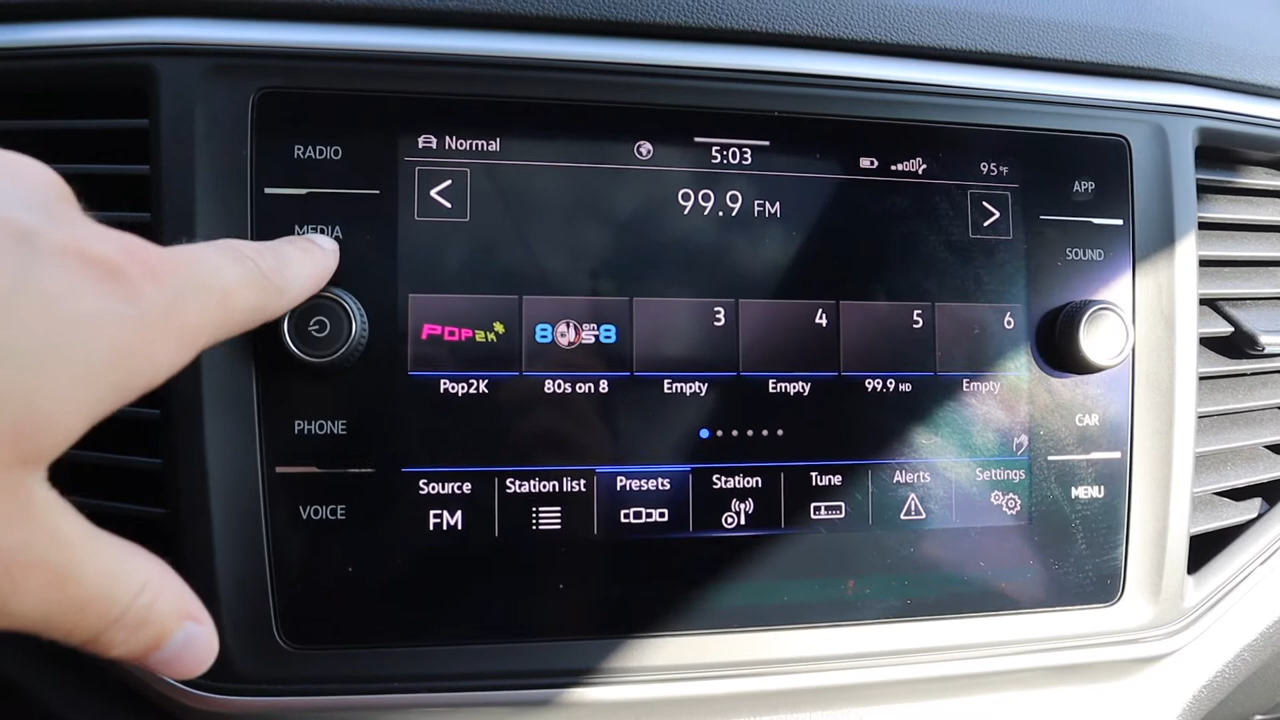 RADIO
MEDIA
PHONE
VOICE
Normal
5:03
95°F
99.9 FM
<
>
POP2K
80s on 8
3
4
5
6
Pop2K
80s on 8
Empty
Empty
99.9 HD
Empty
Source
FM
Station list
Presets
Station
Tune
Alerts
Settings
APP
SOUND
CAR
MENU